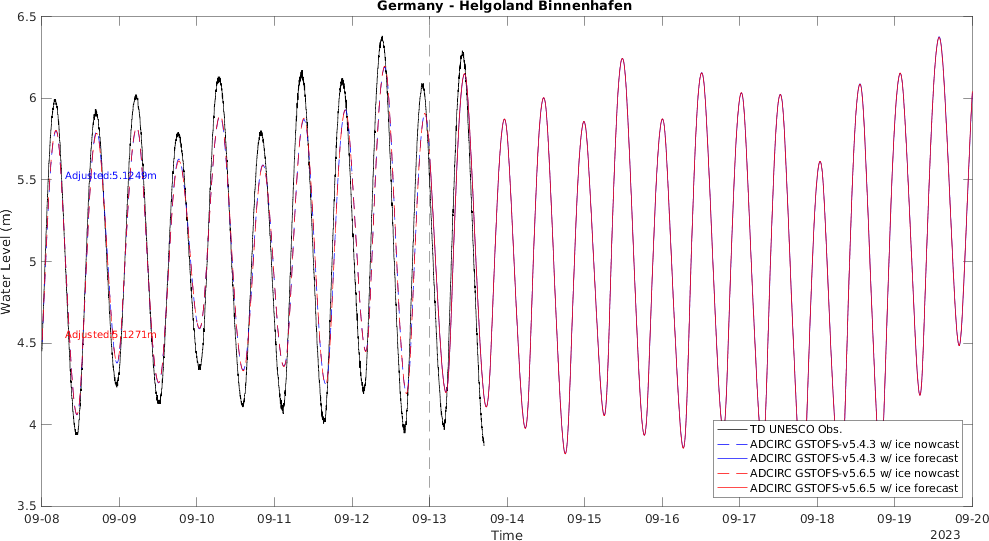 Germany - Helgoland Binnenhafen
6.5
6
5.5
5
4.5
4
3.5
Water Level (m)
Adjusted:5.1249m
Adjusted:5.1271m
TD UNESCO Obs.
ADCIRC GSTOFS-v5.4.3 w/ ice nowcast
ADCIRC GSTOFS-v5.4.3 w/ ice forecast
ADCIRC GSTOFS-v5.6.5 w/ ice nowcast
ADCIRC GSTOFS-v5.6.5 w/ ice forecast
09-08 09-09 09-10 09-11 09-12 09-13 09-14 09-15 09-16 09-17 09-18 09-19 09-20
Time
2023